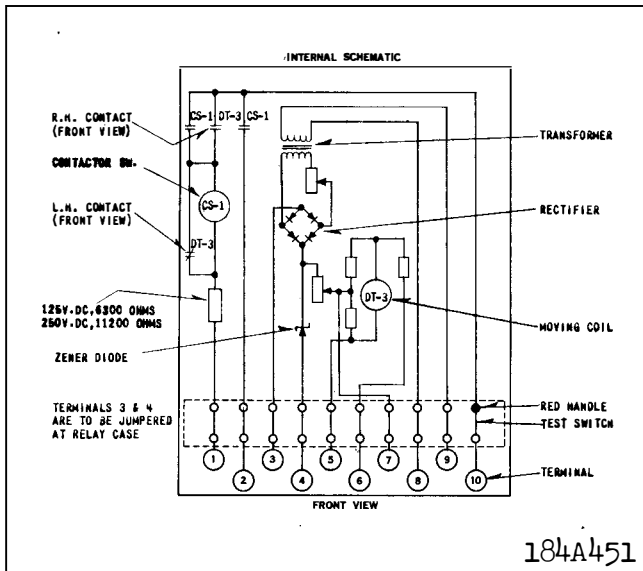 INTERNAL SCHEMATIC
CS-1 DT-3 CS-1
R.H. CONTACT
(FRONT VIEW)
TRANSFORMER
CONTACTOR SW.
CS-1
RECTIFIER
L.H. CONTACT
(FRONT VIEW)
DT-3
DT-3
125V.DC,6300 OHMS
250V.DC,11200 OHMS
MOVING COIL
ZENER DIODE
TERMINALS 3 & 4
ARE TO BE JUMPERED
AT RELAY CASE
RED HANDLE
TEST SWITCH
1 3 5 7 9
2 4 6 8 10
TERMINAL
FRONT VIEW
184A451